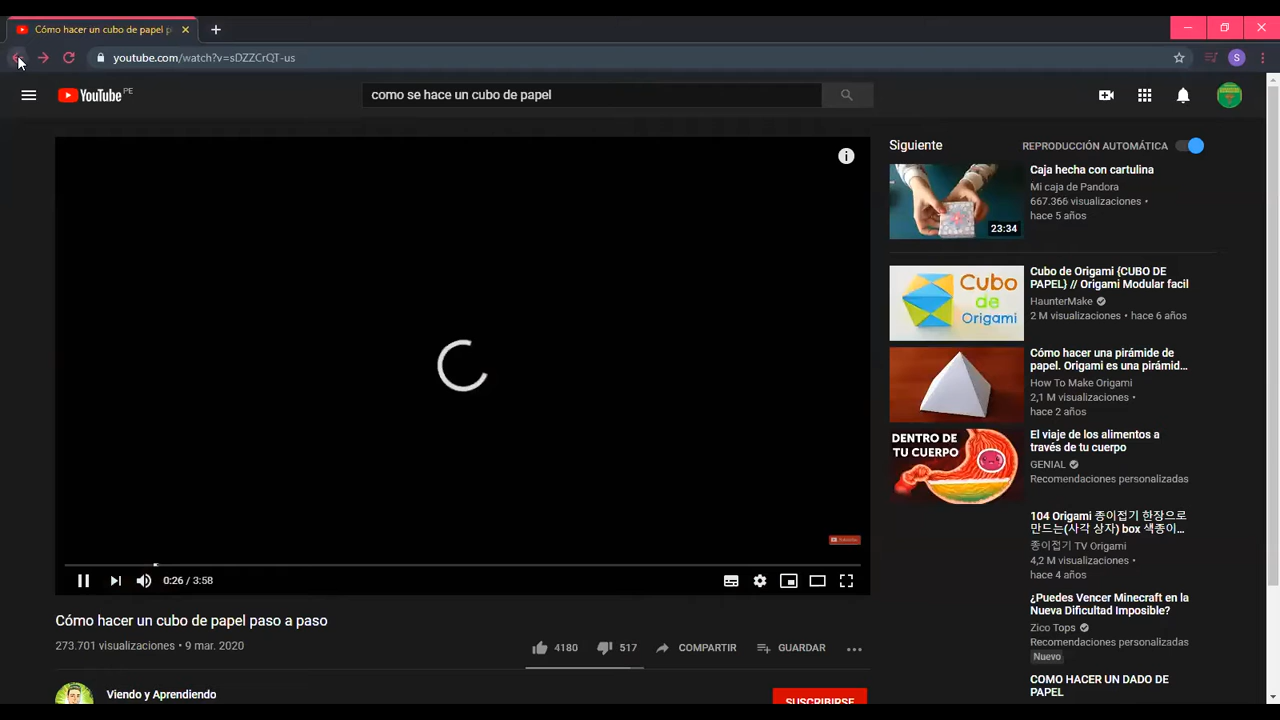 Cómo hacer un cubo de papel p
youtube.com/watch?v=sDZZCrQT-us
S
YouTube PE
como se hace un cubo de papel
Siguiente
REPRODUCCIÓN AUTOMÁTICA
Caja hecha con cartulina
Mi caja de Pandora
667.366 visualizaciones •
hace 5 años
23:34
Cubo de Origami
Cubo de Origami {CUBO DE
PAPEL} // Origami Modular facil
HaunterMake
2 M visualizaciones • hace 6 años
Cómo hacer una pirámide de
papel. Origami es una pirámid...
How To Make Origami
2,1 M visualizaciones •
hace 2 años
DENTRO DE
TU CUERPO
El viaje de los alimentos a
través de tu cuerpo
GENIAL
Recomendaciones personalizadas
104 Origami 종이접기 한장으로
만드는(사각 상자) box 색종이...
종이접기 TV Origami
4,2 M visualizaciones •
hace 4 años
¿Puedes Vencer Minecraft en la
Nueva Dificultad Imposible?
Zico Tops
Recomendaciones personalizadas
Nuevo
COMO HACER UN DADO DE
PAPEL
0:26 / 3:58
Cómo hacer un cubo de papel paso a paso
273.701 visualizaciones • 9 mar. 2020
4180
517
COMPARTIR
GUARDAR
Viendo y Aprendiendo
SUSCRIBIRSE